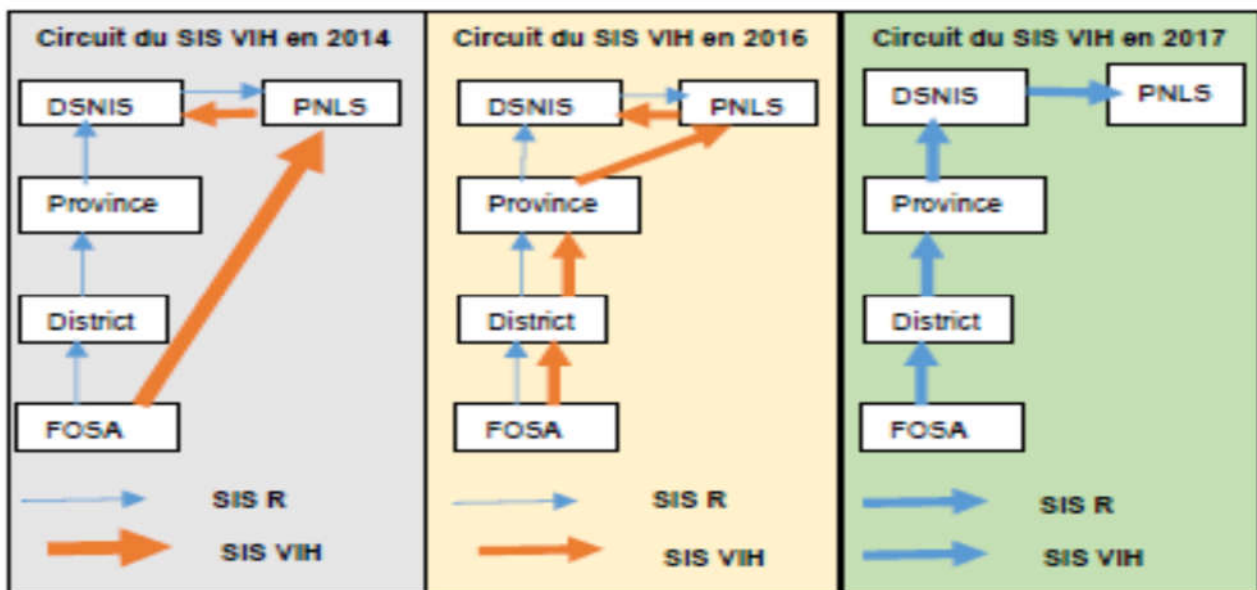 Circuit du SIS VIH en 2014
DSNIS
PNLS
Province
District
FOSA
SIS R
SIS VIH
Circuit du SIS VIH en 2016
DSNIS
PNLS
Province
District
FOSA
SIS R
SIS VIH
Circuit du SIS VIH en 2017
DSNIS
PNLS
Province
District
FOSA
SIS R
SIS VIH